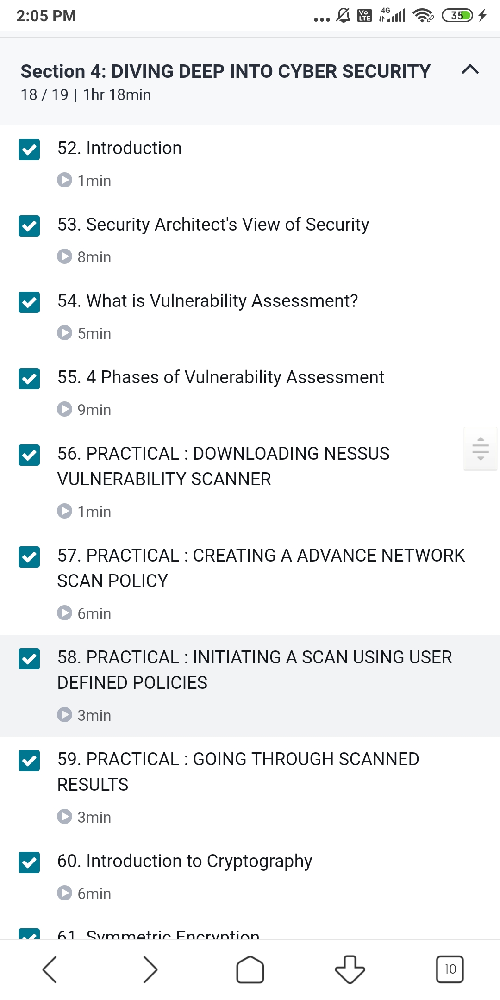 2:05 PM
Vo LTE
4G
35
Section 4: DIVING DEEP INTO CYBER SECURITY
18 / 19 | 1hr 18min
52. Introduction
1min
53. Security Architect's View of Security
8min
54. What is Vulnerability Assessment?
5min
55. 4 Phases of Vulnerability Assessment
9min
56. PRACTICAL : DOWNLOADING NESSUS
VULNERABILITY SCANNER
1min
57. PRACTICAL : CREATING A ADVANCE NETWORK
SCAN POLICY
6min
58. PRACTICAL : INITIATING A SCAN USING USER
DEFINED POLICIES
3min
59. PRACTICAL : GOING THROUGH SCANNED
RESULTS
3min
60. Introduction to Cryptography
6min
61. Symmetric Encryption
10